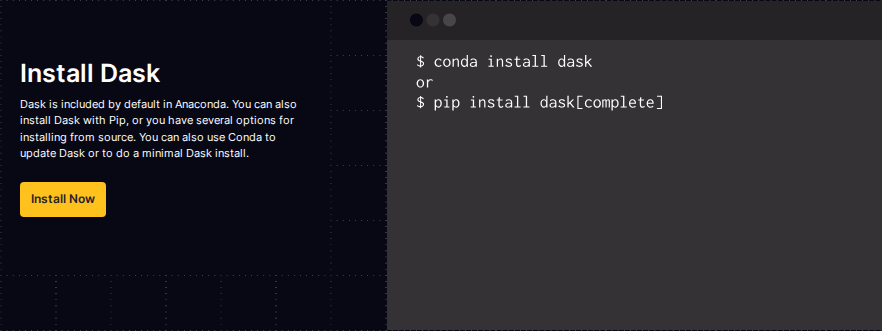 Install Dask
Dask is included by default in Anaconda. You can also
install Dask with Pip, or you have several options for
installing from source. You can also use Conda to
update Dask or to do a minimal Dask install.
Install Now
$ conda install dask
or
$ pip install dask[complete]